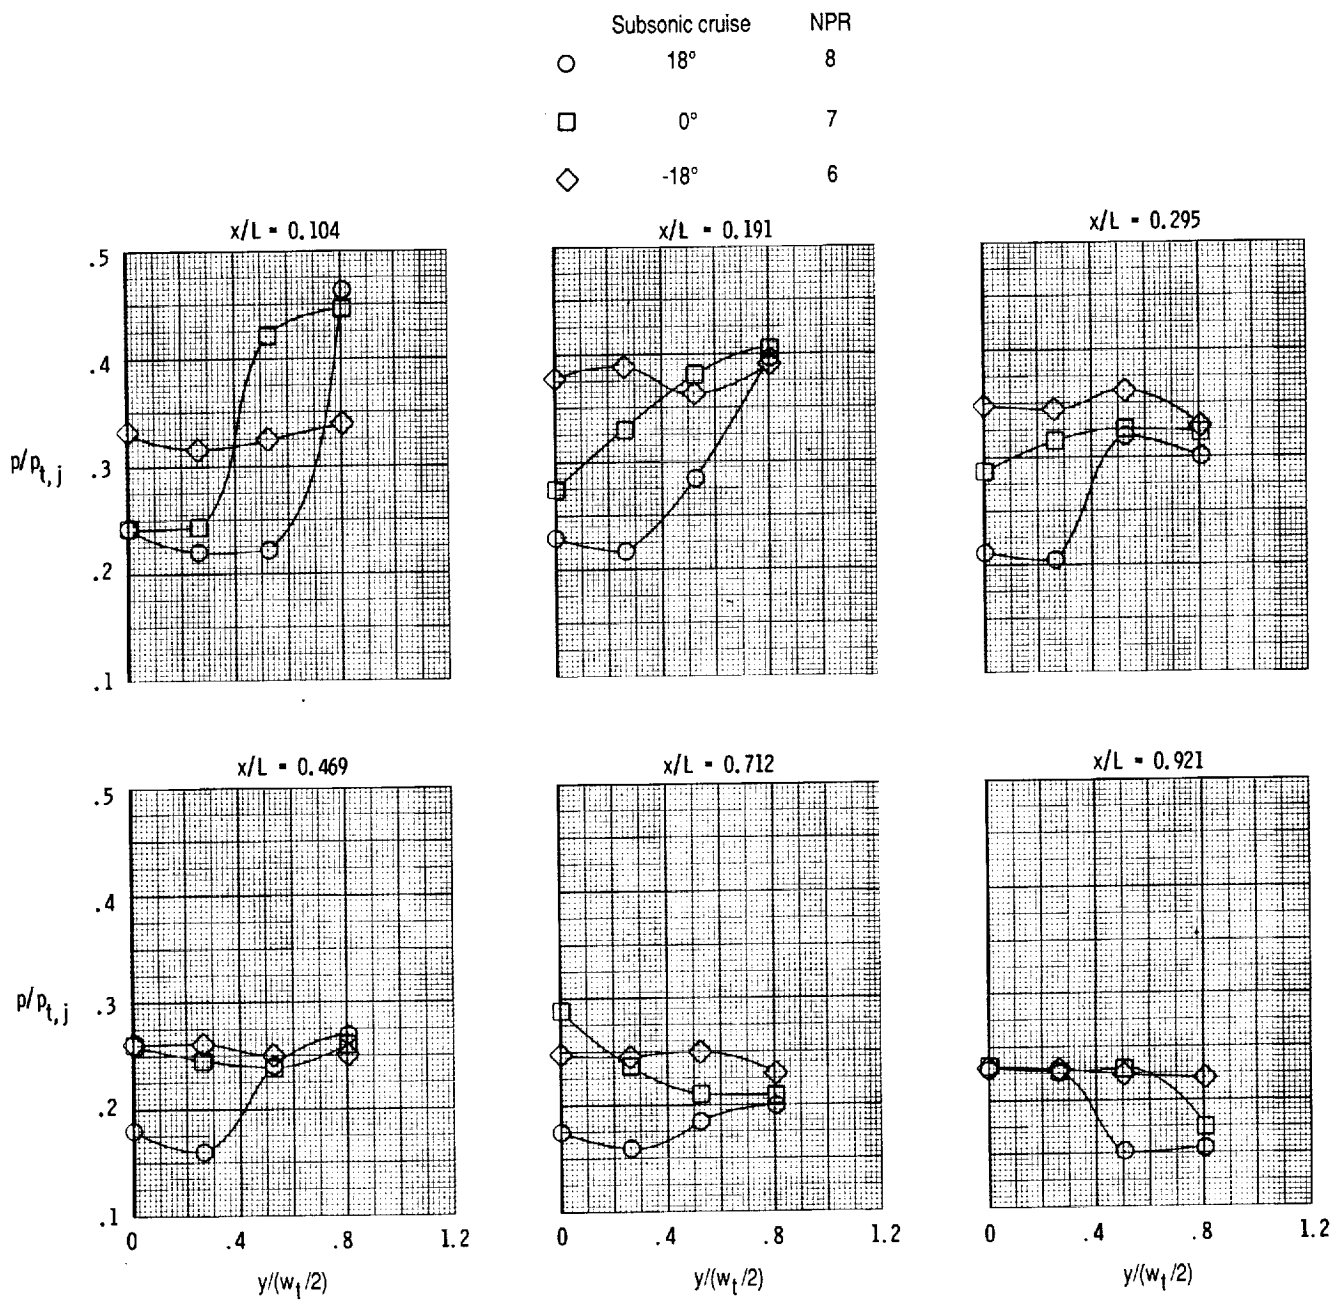 Subsonic cruise NPR
18° 8
0° 7
-18° 6
x/L = 0.104
x/L = 0.191
x/L = 0.295
.5
.4
p/p_t,j
.3
.2
.1
x/L = 0.469
x/L = 0.712
x/L = 0.921
.5
.4
p/p_t,j
.3
.2
.1
0 .4 .8 1.2
0 .4 .8 1.2
0 .4 .8 1.2
y/(w_t/2)
y/(w_t/2)
y/(w_t/2)